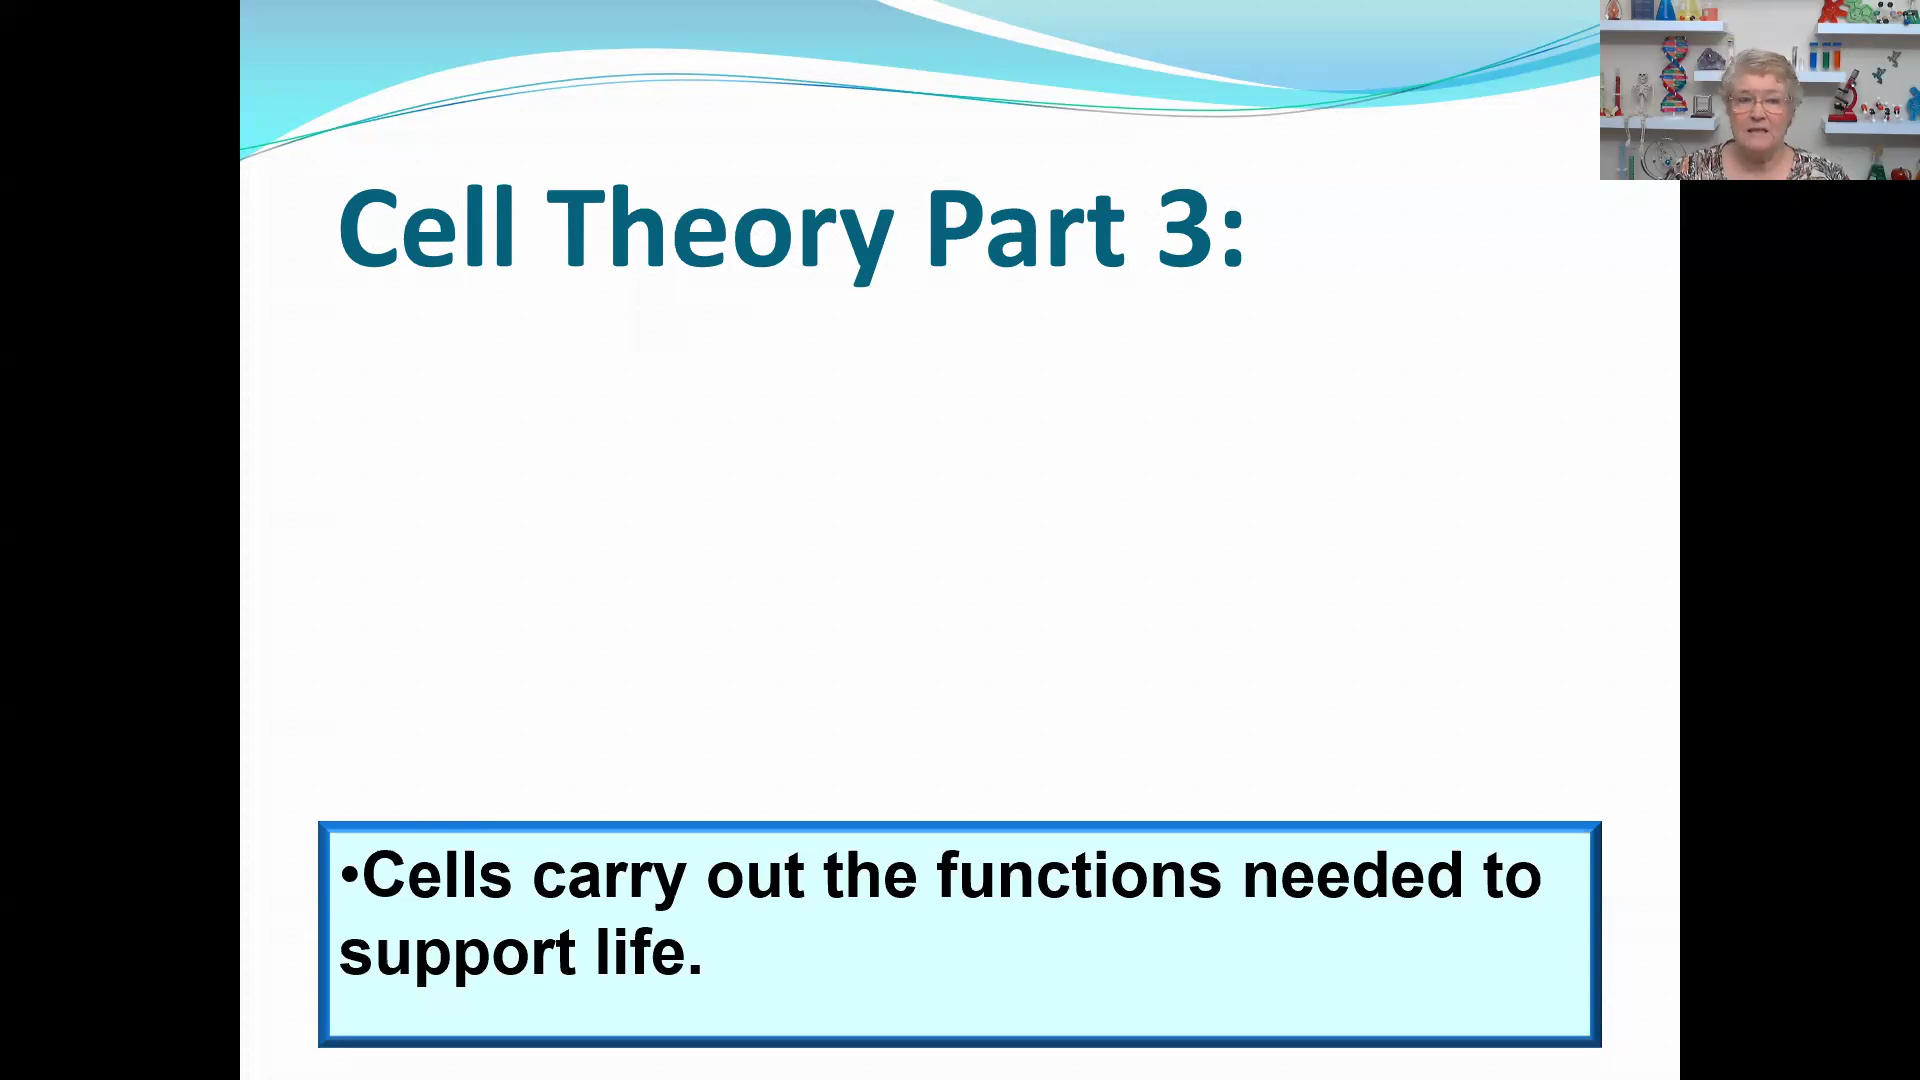 Cell Theory Part 3:
•Cells carry out the functions needed to
support life.